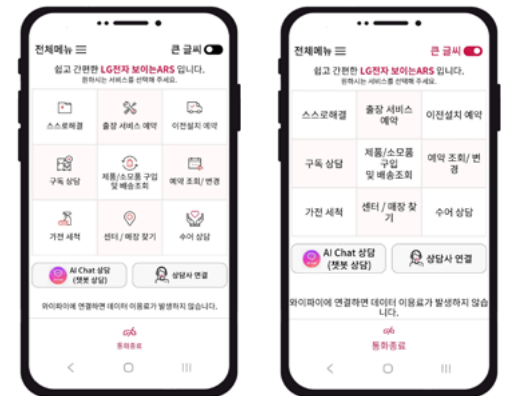 전체메뉴 큰 글씨
쉽고 간편한 LG전자 보이는ARS 입니다.
원하시는 서비스를 선택해 주세요.
스스로해결
출장 서비스 예약
이전설치 예약
구독 상담
제품/소모품 구입
및 배송조회
예약 조회/ 변경
가전 세척
센터 / 매장 찾기
수어 상담
AI Chat 상담
(챗봇 상담)
상담사 연결
와이파이에 연결하면 데이터 이용료가 발생하지 않습니다.
통화종료
전체메뉴 큰 글씨
쉽고 간편한 LG전자 보이는ARS 입니다.
원하시는 서비스를 선택해 주세요.
스스로해결
출장 서비스
예약
이전설치 예약
구독 상담
제품/소모품
구입
및 배송조회
예약 조회/ 변
경
가전 세척
센터 / 매장 찾
기
수어 상담
AI Chat 상담
(챗봇 상담)
상담사 연결
와이파이에 연결하면 데이터 이용료가 발생하지 않습
니다.
통화종료